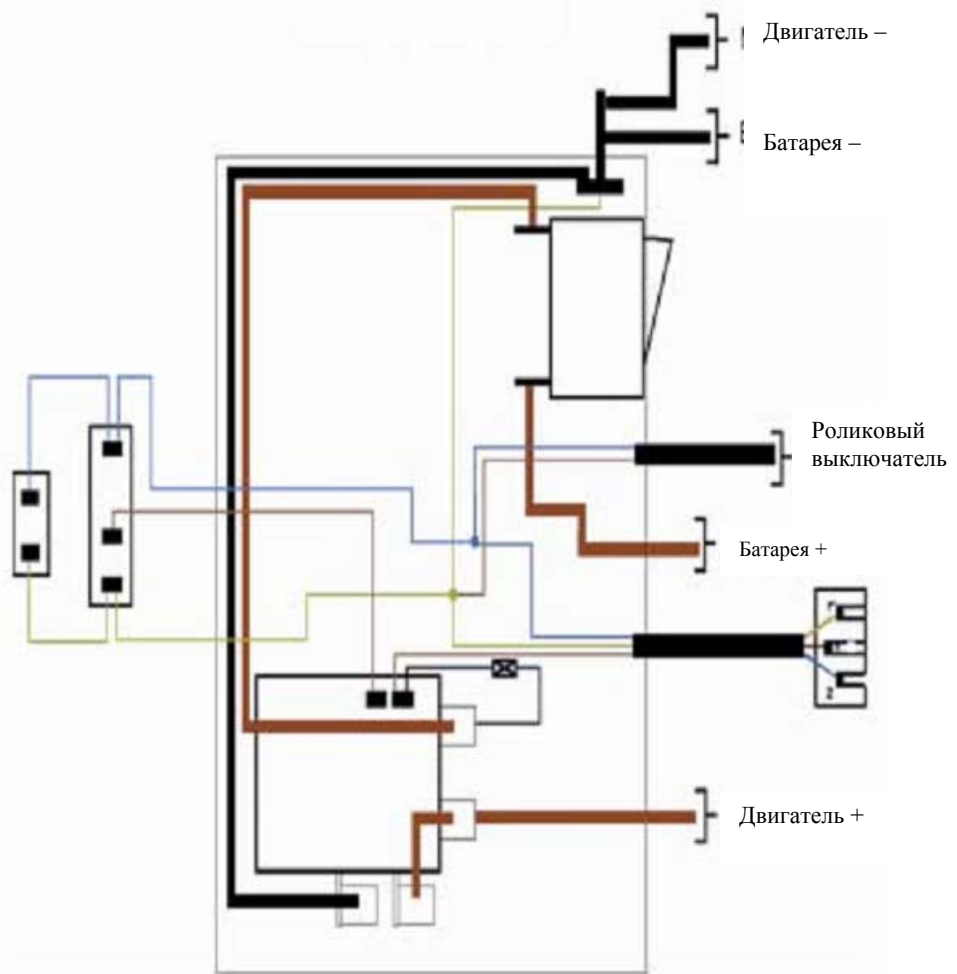 Двигатель –
Батарея –
Роликовый
выключатель
Батарея +
Двигатель +